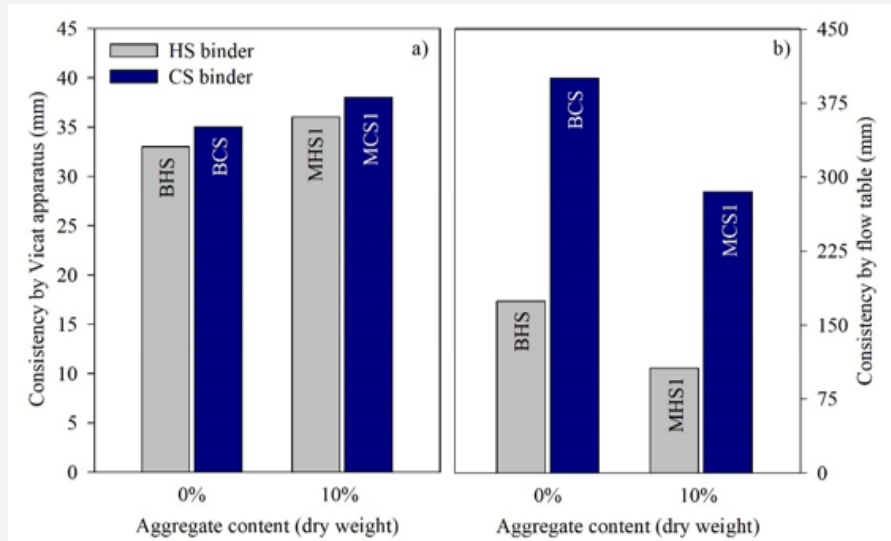 45
40
35
30
25
20
15
10
5
0
Consistency by Vicat apparatus (mm)
HS binder
CS binder
a)
BHS
BCS
MHS1
MCS1
0%
10%
Aggregate content (dry weight)
b)
BHS
BCS
MHS1
MCS1
0%
10%
Aggregate content (dry weight)
450
375
300
225
150
75
0
Consistency by flow table (mm)